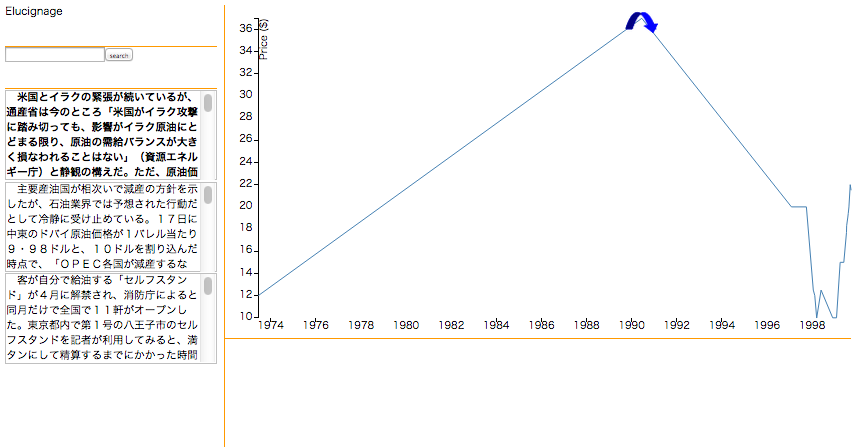 Elucignage
search
　米国とイラクの緊張が続いているが、
通産省は今のところ「米国がイラク攻撃
に踏み切っても、影響がイラク原油にと
どまる限り、原油の需給バランスが大き
く損なわれることはない」（資源エネル
ギー庁）と静観の構えだ。ただ、原油価
　主要産油国が相次いで減産の方針を示
したが、石油業界では予想された行動だ
として冷静に受け止めている。１７日に
中東のドバイ原油価格が１バレル当たり
９・９８ドルと、１０ドルを割り込んだ
時点で、「ＯＰＥＣ各国が減産するな
　客が自分で給油する「セルフスタン
ド」が４月に解禁され、消防庁によると
同月だけで全国で１１軒がオープンし
た。東京都内で第１号の八王子市のセル
フスタンドを記者が利用してみると、満
タンにして精算するまでにかかった時間
Price ($)
36
34
32
30
28
26
24
22
20
18
16
14
12
10
1974 1976 1978 1980 1982 1984 1986 1988 1990 1992 1994 1996 1998